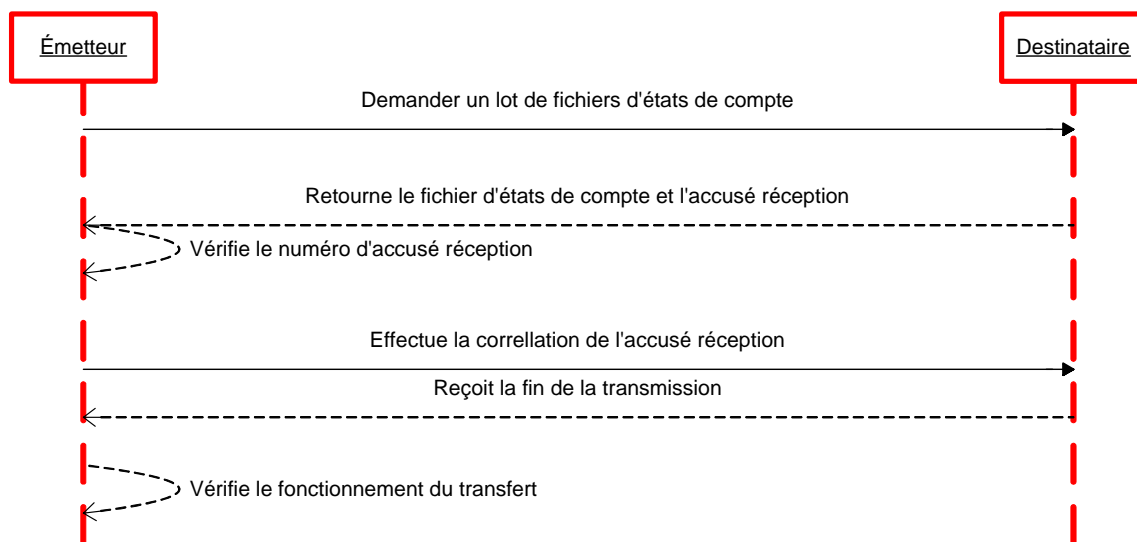 Émetteur
Destinataire
Demander un lot de fichiers d'états de compte
Retourne le fichier d'états de compte et l'accusé réception
Vérifie le numéro d'accusé réception
Effectue la correllation de l'accusé réception
Reçoit la fin de la transmission
Vérifie le fonctionnement du transfert